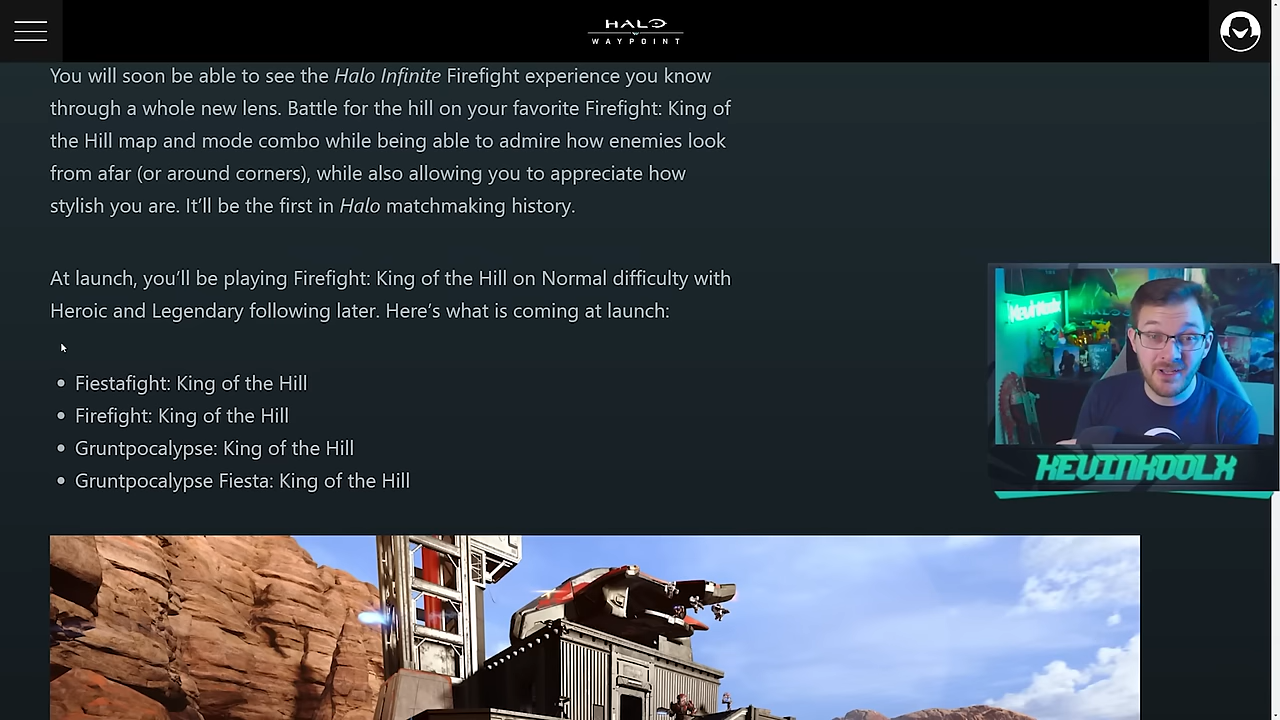 HALO
WAYPOINT
You will soon be able to see the Halo Infinite Firefight experience you know
through a whole new lens. Battle for the hill on your favorite Firefight: King of
the Hill map and mode combo while being able to admire how enemies look
from afar (or around corners), while also allowing you to appreciate how
stylish you are. It’ll be the first in Halo matchmaking history.
At launch, you’ll be playing Firefight: King of the Hill on Normal difficulty with
Heroic and Legendary following later. Here’s what is coming at launch:
Fiestafight: King of the Hill
Firefight: King of the Hill
Gruntpocalypse: King of the Hill
Gruntpocalypse Fiesta: King of the Hill
KevinKoolx
KEVINKOOLX